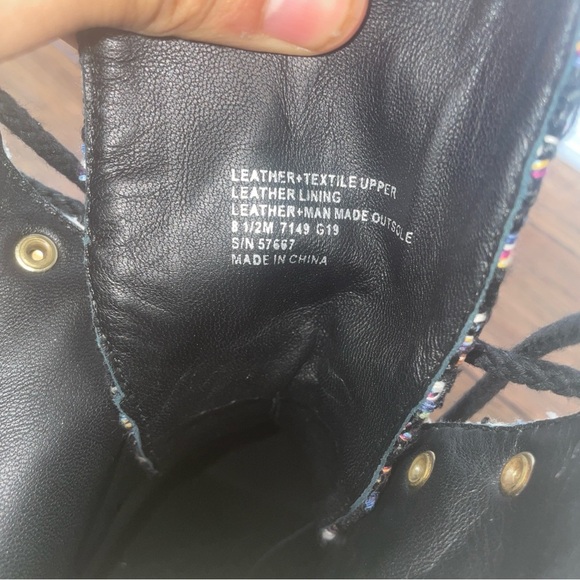 LEATHER+TEXTILE UPPER
LEATHER LINING
LEATHER+MAN MADE OUTSOLE
8 1/2M 7149 G19
S/N 57667
MADE IN CHINA